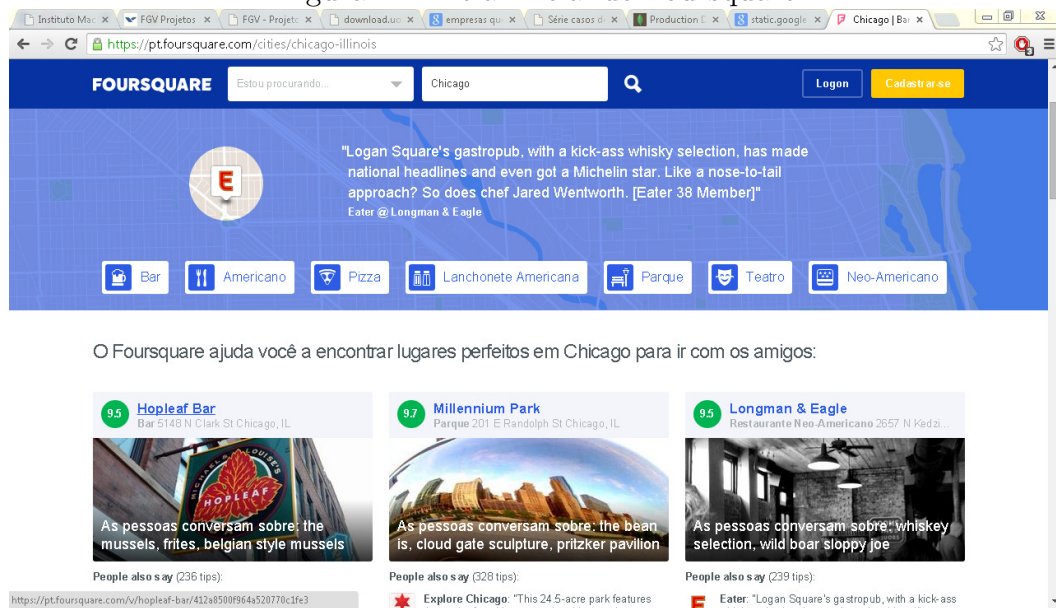 Instituto Mac
FGV Projetos
FGV - Projeto
download.uo
empresas que
Série casos d
Production E
static.google
Chicago | Bar
https://pt.foursquare.com/cities/chicago-illinois
FOURSQUARE
Estou procurando...
Chicago
Logon
Cadastrar-se
"Logan Square's gastropub, with a kick-ass whisky selection, has made
national headlines and even got a Michelin star. Like a nose-to-tail
approach? So does chef Jared Wentworth. [Eater 38 Member]"
Eater @ Longman & Eagle
E
Bar
Americano
Pizza
Lanchonete Americana
Parque
Teatro
Neo-Americano
O Foursquare ajuda você a encontrar lugares perfeitos em Chicago para ir com os amigos:
9.5
Hopleaf Bar
Bar 5148 N Clark St Chicago, IL
HOPLEAF
As pessoas conversam sobre: the
mussels, frites, belgian style mussels
People also say (236 tips):
9.7
Millennium Park
Parque 201 E Randolph St Chicago, IL
As pessoas conversam sobre: the bean
is, cloud gate sculpture, pritzker pavilion
People also say (328 tips):
Explore Chicago: "This 24.5-acre park features
9.5
Longman & Eagle
Restaurante Neo-Americano 2657 N Kedzi...
As pessoas conversam sobre: whiskey
selection, wild boar sloppy joe
People also say (239 tips):
E
Eater: "Logan Square's gastropub, with a kick-ass
https://pt.foursquare.com/v/hopleaf-bar/412a8500f964a520770c1fe3